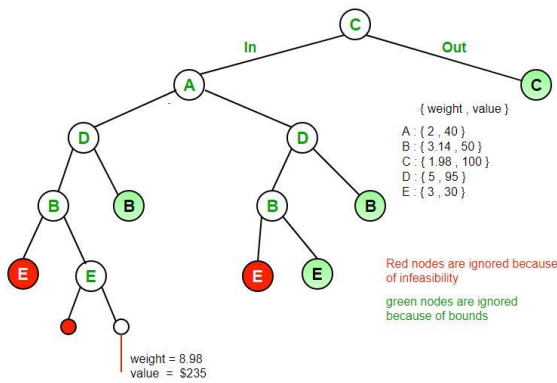 C
In
Out
A
C
{ weight , value }
A : { 2 , 40 }
B : { 3.14 , 50 }
C : { 1.98 , 100 }
D : { 5 , 95 }
E : { 3 , 30 }
D
D
B
B
B
B
E
E
E
E
Red nodes are ignored because
of infeasibility
green nodes are ignored
because of bounds
weight = 8.98
value = $235